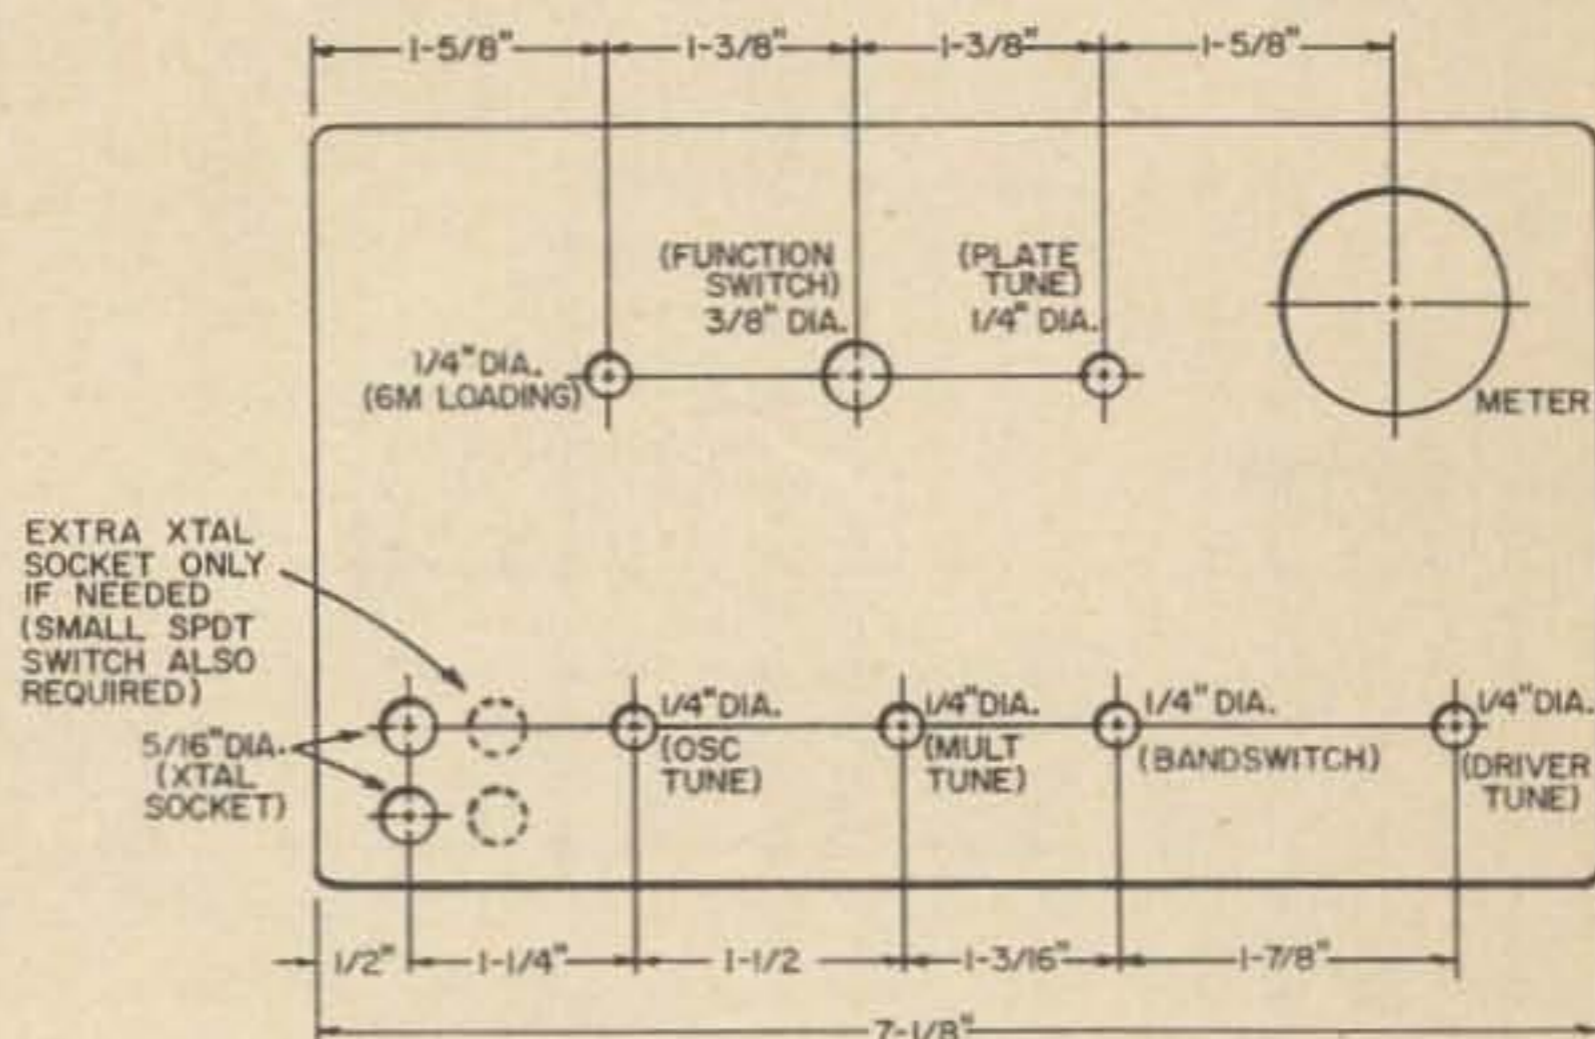 1-5/8"
1-3/8"
1-3/8"
1-5/8"
(FUNCTION
SWITCH)
3/8" DIA.
(PLATE
TUNE)
1/4" DIA.
1/4" DIA.
(6M LOADING)
METER
EXTRA XTAL
SOCKET ONLY
IF NEEDED
(SMALL SPDT
SWITCH ALSO
REQUIRED)
5/16" DIA.
(XTAL
SOCKET)
1/4" DIA.
(OSC
TUNE)
1/4" DIA.
(MULT
TUNE)
1/4" DIA.
(BANDSWITCH)
1/4" DIA.
(DRIVER
TUNE)
1/2"
1-1/4"
1-1/2
1-3/16"
1-7/8"
7-1/8"